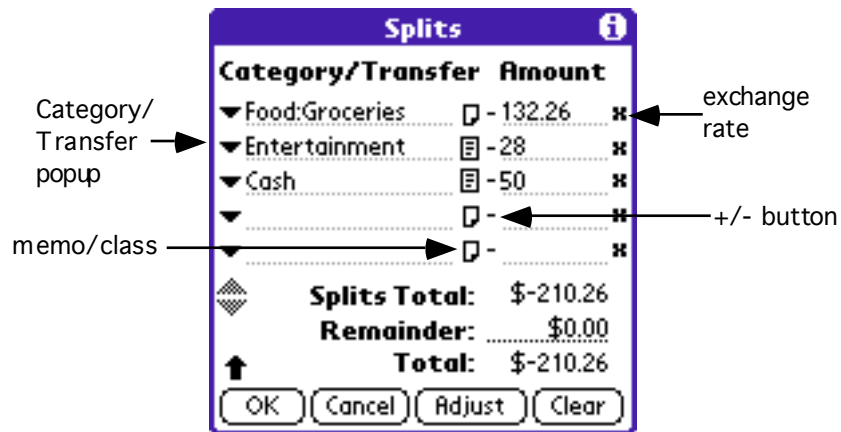 Splits
Category/Transfer Amount
Food:Groceries - 132.26
Entertainment - 28
Cash - 50
-
-
Splits Total: $-210.26
Remainder: $0.00
Total: $-210.26
OK Cancel Adjust Clear
Category/
Transfer
popup
memo/class
exchange
rate
+/- button